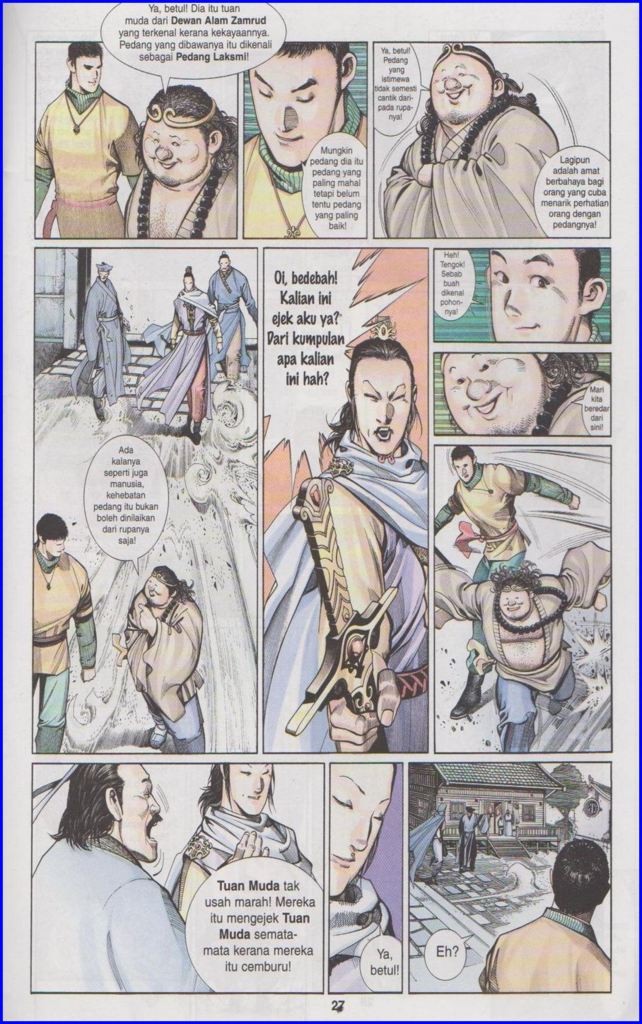 Ya, betul! Dia itu tuan
muda dari Dewan Alam Zamrud
yang terkenal kerana kekayaannya.
Pedang yang dibawanya itu dikenali
sebagai Pedang Laksmi!
Mungkin
pedang dia itu
pedang yang
paling mahal
tetapi belum
tentu pedang
yang paling
baik!
Ya, betul!
Pedang
yang
istimewa
tidak semesti
cantik dari-
pada rupa-
nya!
Lagipun
adalah amat
berbahaya bagi
orang yang cuba
menarik perhatian
orang dengan
pedangnya!
Ada
kalanya
seperti juga
manusia,
kehebatan
pedang itu bukan
boleh dinilaikan
dari rupanya
saja!
Oi, bedebah!
Kalian ini
ejek aku ya?
Dari kumpulan
apa kalian
ini hah?
Heh!
Tengok!
Sebab
buah
dikenal
pohon-
nya!
Mari
kita
beredar
dari
sini!
Tuan Muda tak
usah marah! Mereka
itu mengejek Tuan
Muda semata-
mata kerana mereka
itu cemburu!
Ya,
betul!
Eh?
27